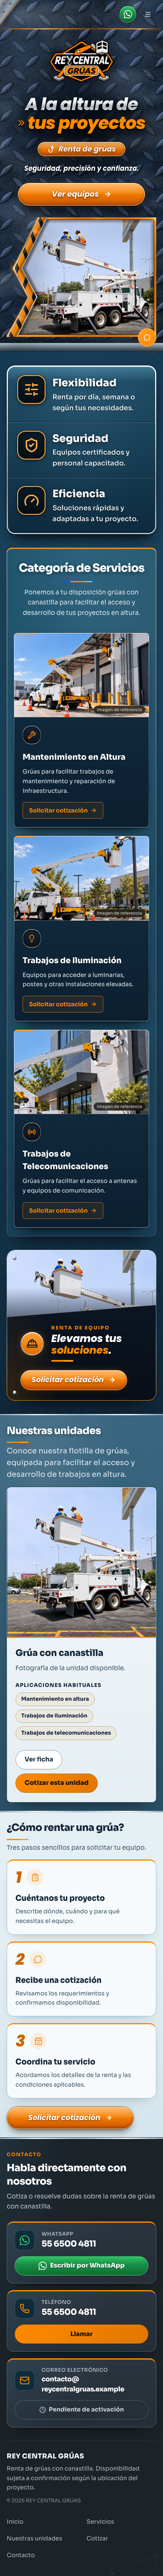 REY CENTRAL
GRÚAS
A la altura de
» tus proyectos
Renta de grúas
Seguridad, precisión y confianza.
Ver equipos →
Flexibilidad
Renta por día, semana o
según tus necesidades.
Seguridad
Equipos certificados y
personal capacitado.
Eficiencia
Soluciones rápidas y
adaptadas a tu proyecto.
Categoría de Servicios
Ponemos a tu disposición grúas con
canastilla para facilitar el acceso y
desarrollo de tus proyectos en altura.
Imagen de referencia
Mantenimiento en Altura
Grúas para facilitar trabajos de
mantenimiento y reparación de
infraestructura.
Solicitar cotización →
Imagen de referencia
Trabajos de Iluminación
Equipos para acceder a luminarias,
postes y otras instalaciones elevadas.
Solicitar cotización →
Imagen de referencia
Trabajos de
Telecomunicaciones
Grúas para facilitar el acceso a antenas
y equipos de comunicación.
Solicitar cotización →
RENTA DE EQUIPO
Elevamos tus
soluciones.
Solicitar cotización →
Nuestras unidades
Conoce nuestra flotilla de grúas,
equipada para facilitar el acceso y
desarrollo de trabajos en altura.
Grúa con canastilla
Fotografía de la unidad disponible.
APLICACIONES HABITUALES
Mantenimiento en altura
Trabajos de iluminación
Trabajos de telecomunicaciones
Ver ficha
Cotizar esta unidad
¿Cómo rentar una grúa?
Tres pasos sencillos para solicitar tu equipo.
1
Cuéntanos tu proyecto
Describe dónde, cuándo y para qué
necesitas el equipo.
2
Recibe una cotización
Revisamos los requerimientos y
confirmamos disponibilidad.
3
Coordina tu servicio
Acordamos los detalles de la renta y las
condiciones aplicables.
Solicitar cotización →
CONTACTO
Habla directamente con
nosotros
Cotiza o resuelve dudas sobre la renta de grúas
con canastilla.
WHATSAPP
55 6500 4811
Escribir por WhatsApp
TELÉFONO
55 6500 4811
Llamar
CORREO ELECTRÓNICO
contacto@
reycentralgruas.example
Pendiente de activación
REY CENTRAL GRÚAS
Renta de grúas con canastilla. Disponibilidad
sujeta a confirmación según la ubicación del
proyecto.
© 2026 REY CENTRAL GRÚAS
Inicio
Servicios
Nuestras unidades
Cotizar
Contacto